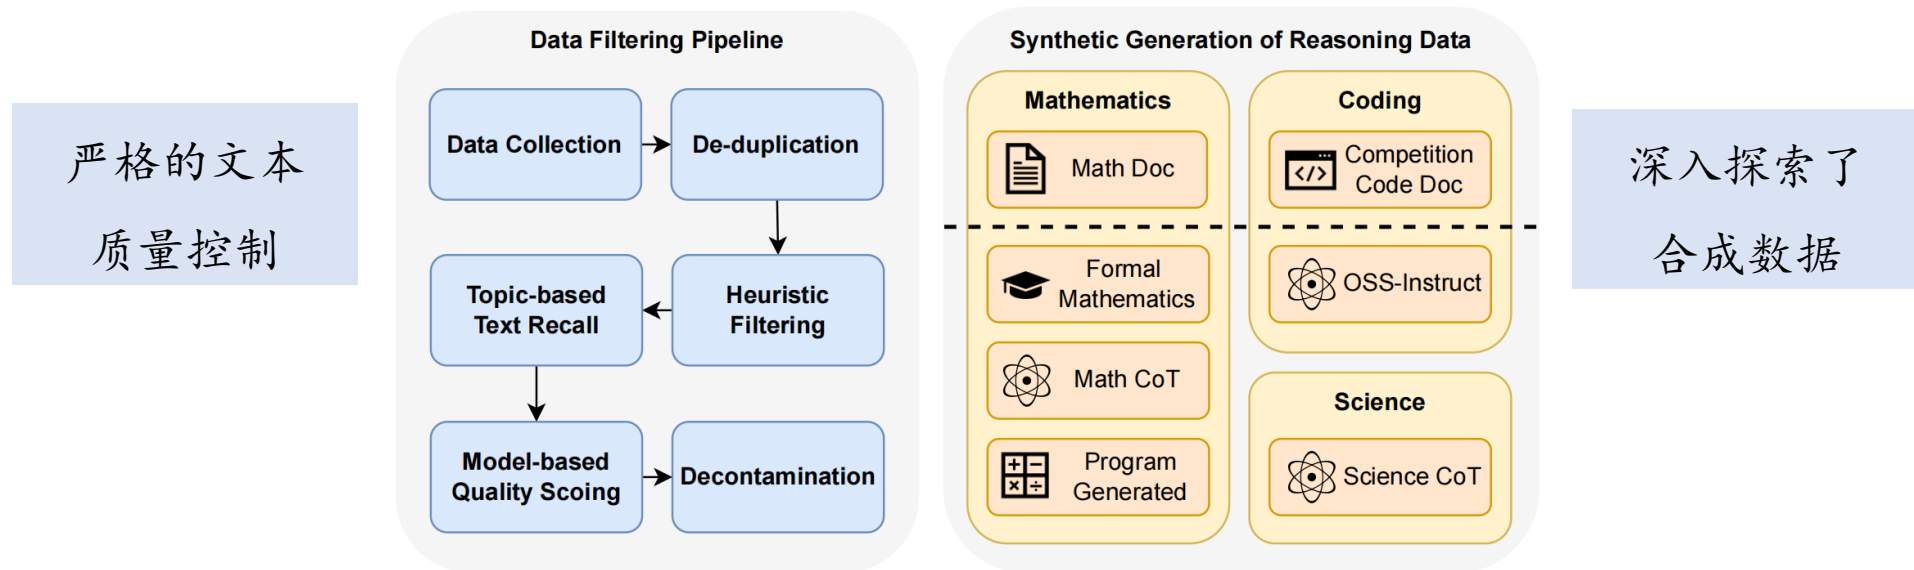 严格的文本
质量控制
Data Filtering Pipeline
Data Collection
De-duplication
Topic-based
Text Recall
Heuristic
Filtering
Model-based
Quality Scoing
Decontamination
Synthetic Generation of Reasoning Data
Mathematics
Math Doc
Formal
Mathematics
Math CoT
Program
Generated
Coding
Competition
Code Doc
OSS-Instruct
Science
Science CoT
深入探索了
合成数据